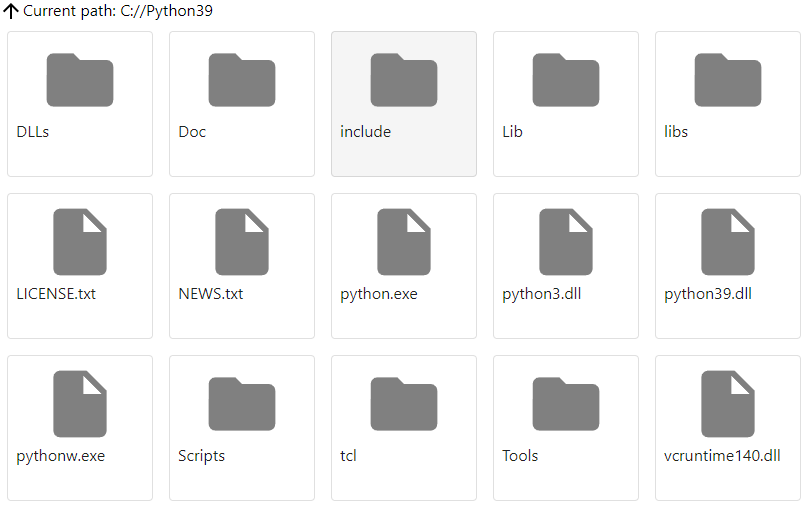 Current path: C://Python39
DLLs
Doc
include
Lib
libs
LICENSE.txt
NEWS.txt
python.exe
python3.dll
python39.dll
pythonw.exe
Scripts
tcl
Tools
vcruntime140.dll